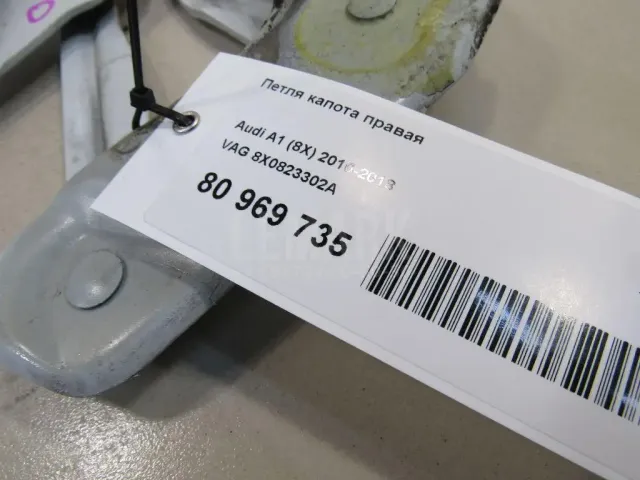 Петля капота правая
Audi A1 (8X) 2010-2018
VAG 8X0823302A
80 969 735